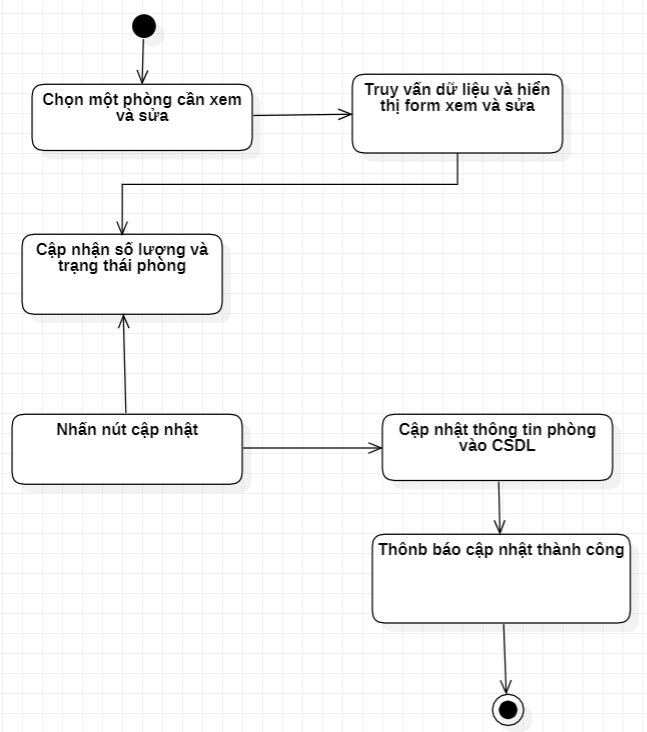 Chọn một phòng cần xem
và sửa
Truy vấn dữ liệu và hiển
thị form xem và sửa
Cập nhận số lượng và
trạng thái phòng
Nhấn nút cập nhật
Cập nhật thông tin phòng
vào CSDL
Thônb báo cập nhật thành công